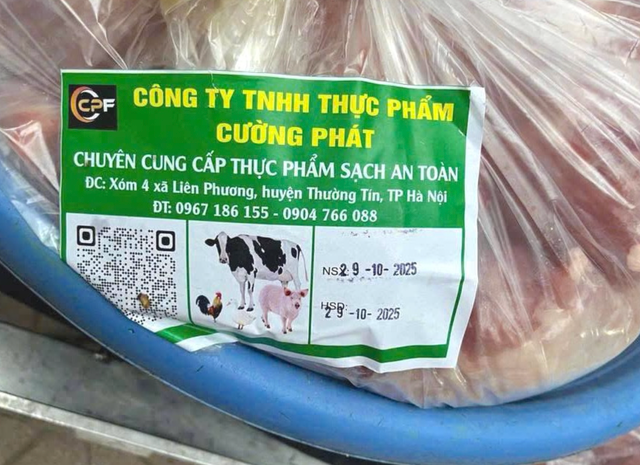 CPF
CÔNG TY TNHH THỰC PHẨM
CƯỜNG PHÁT
CHUYÊN CUNG CẤP THỰC PHẨM SẠCH AN TOÀN
ĐC: Xóm 4 xã Liên Phương, huyện Thường Tín, TP Hà Nội
ĐT: 0967 186 155 - 0904 766 088
NSX: 29 -10- 2025
HSD:
29 -10- 2025